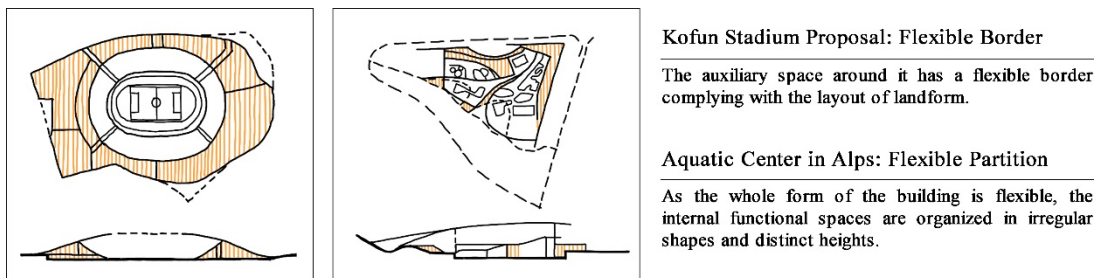 Kofun Stadium Proposal: Flexible Border
The auxiliary space around it has a flexible border
complying with the layout of landform.
Aquatic Center in Alps: Flexible Partition
As the whole form of the building is flexible, the
internal functional spaces are organized in irregular
shapes and distinct heights.